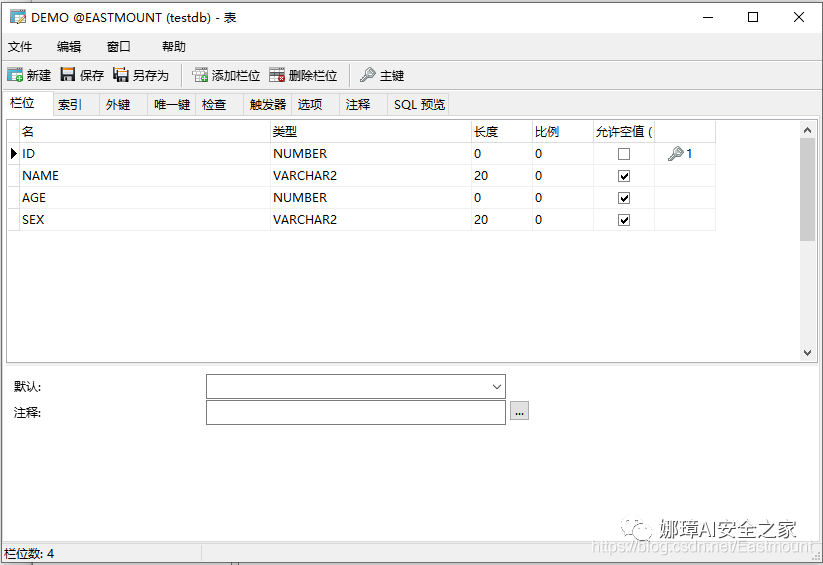 DEMO @EASTMOUNT (testdb) - 表
文件 编辑 窗口 帮助
新建 保存 另存为 添加栏位 删除栏位 主键
栏位 索引 外键 唯一键 检查 触发器 选项 注释 SQL 预览
名 类型 长度 比例 允许空值 (
ID NUMBER 0 0 1
NAME VARCHAR2 20 0
AGE NUMBER 0 0
SEX VARCHAR2 20 0
默认:
注释:
...
娜璋AI安全之家
https://blog.csdn.net/Eastmount
栏位数: 4